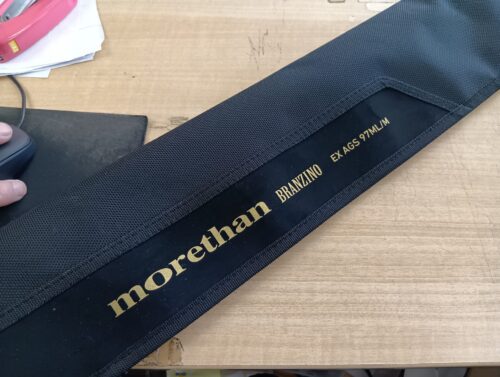 morethan BRANZINO EX AGS 97ML/M